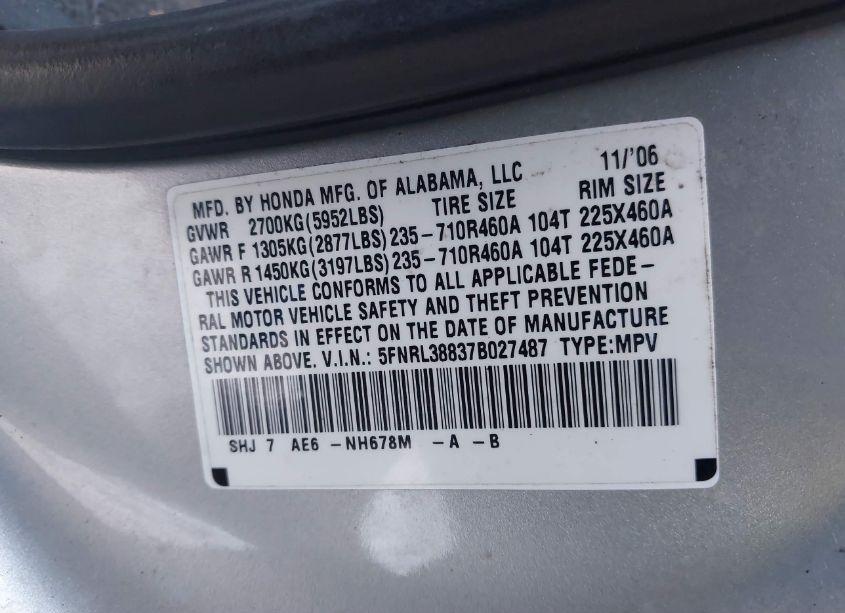 MFD. BY HONDA MFG. OF ALABAMA, LLC 11/'06
GVWR 2700KG(5952LBS) TIRE SIZE RIM SIZE
GAWR F 1305KG(2877LBS) 235-710R460A 104T 225X460A
GAWR R 1450KG(3197LBS) 235-710R460A 104T 225X460A
THIS VEHICLE CONFORMS TO ALL APPLICABLE FEDE-
RAL MOTOR VEHICLE SAFETY AND THEFT PREVENTION
STANDARDS IN EFFECT ON THE DATE OF MANUFACTURE
SHOWN ABOVE. V.I.N.: 5FNRL38837B027487 TYPE:MPV
SHJ 7 AE6 -NH678M -A -B